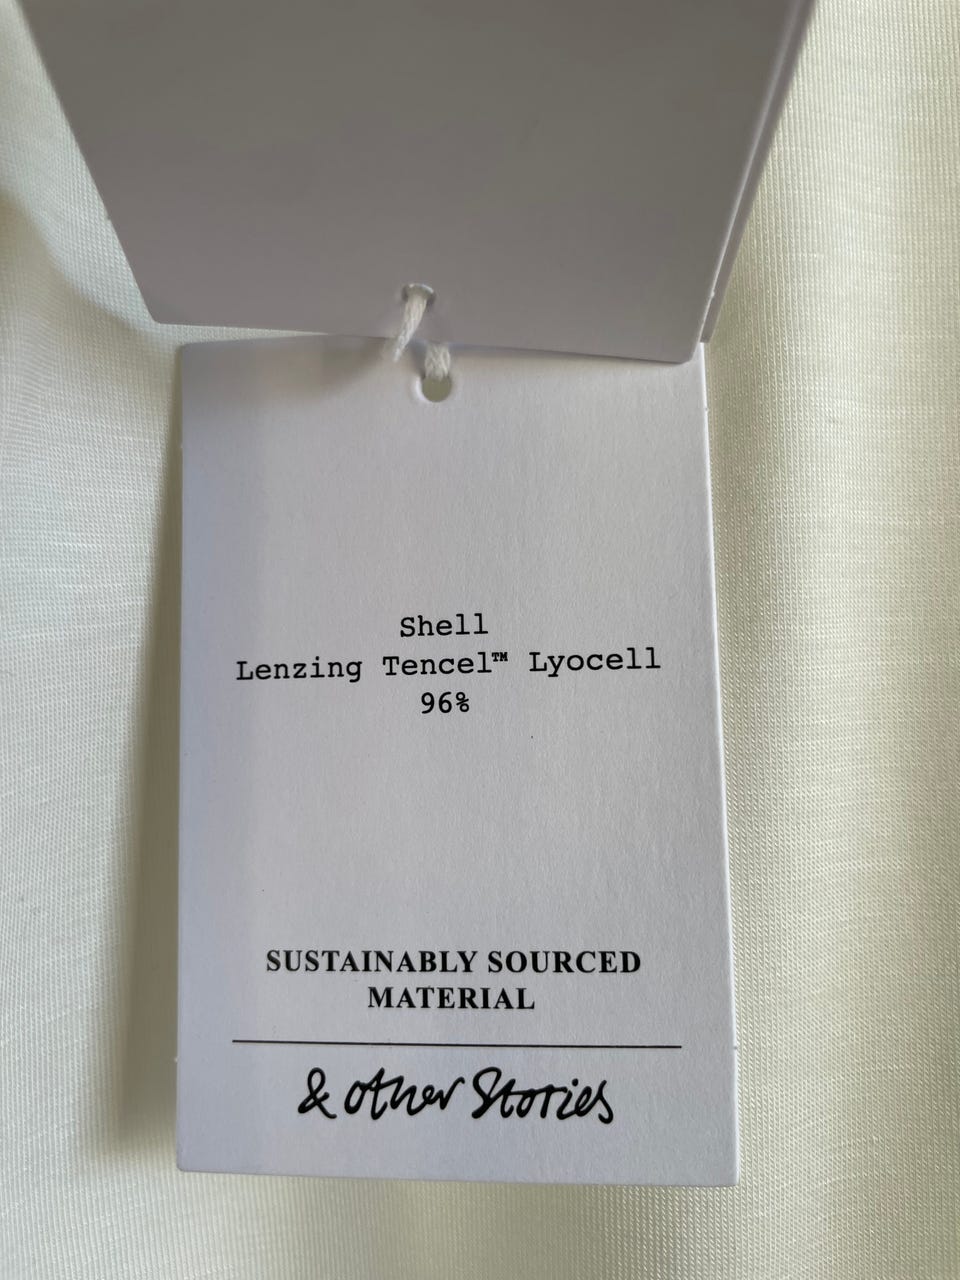 Shell
Lenzing Tencel™ Lyocell
96%
SUSTAINABLY SOURCED
MATERIAL
& other Stories